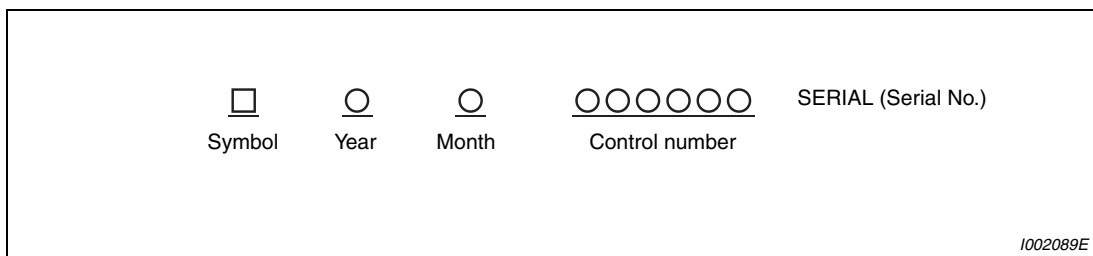 □ ○ ○ ○○○○○○ SERIAL (Serial No.)
Symbol Year Month Control number
I002089E